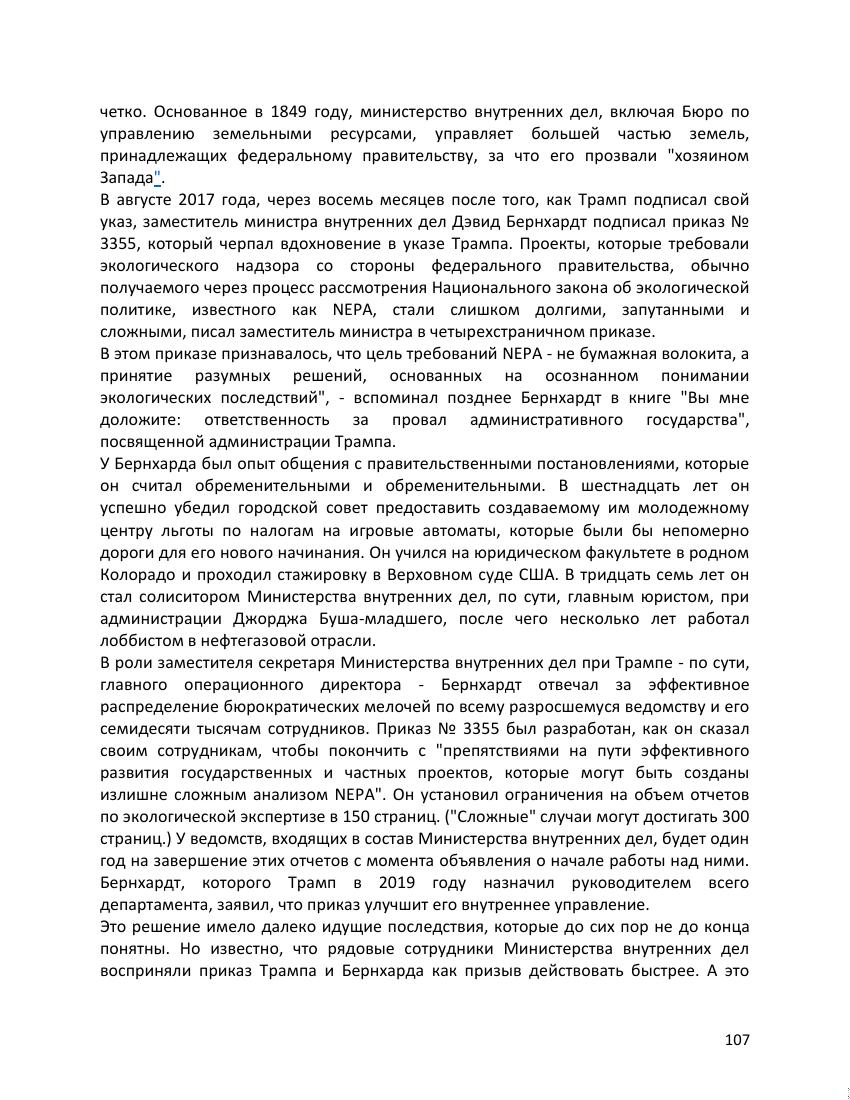 четко. Основанное в 1849 году, министерство внутренних дел, включая Бюро по
управлению земельными ресурсами, управляет большей частью земель,
принадлежащих федеральному правительству, за что его прозвали "хозяином
Запада".
В августе 2017 года, через восемь месяцев после того, как Трамп подписал свой
указ, заместитель министра внутренних дел Дэвид Бернхардт подписал приказ №
3355, который черпал вдохновение в указе Трампа. Проекты, которые требовали
экологического надзора со стороны федерального правительства, обычно
получаемого через процесс рассмотрения Национального закона об экологической
политике, известного как NEPA, стали слишком долгими, запутанными и
сложными, писал заместитель министра в четырехстраничном приказе.
В этом приказе признавалось, что цель требований NEPA - не бумажная волокита, а
принятие разумных решений, основанных на осознанном понимании
экологических последствий", - вспоминал позднее Бернхардт в книге "Вы мне
доложите: ответственность за провал административного государства",
посвященной администрации Трампа.
У Бернхарда был опыт общения с правительственными постановлениями, которые
он считал обременительными и обременительными. В шестнадцать лет он
успешно убедил городской совет предоставить создаваемому им молодежному
центру льготы по налогам на игровые автоматы, которые были бы непомерно
дороги для его нового начинания. Он учился на юридическом факультете в родном
Колорадо и проходил стажировку в Верховном суде США. В тридцать семь лет он
стал солиситором Министерства внутренних дел, по сути, главным юристом, при
администрации Джорджа Буша-младшего, после чего несколько лет работал
лоббистом в нефтегазовой отрасли.
В роли заместителя секретаря Министерства внутренних дел при Трампе - по сути,
главного операционного директора - Бернхардт отвечал за эффективное
распределение бюрократических мелочей по всему разросшемуся ведомству и его
семидесяти тысячам сотрудников. Приказ № 3355 был разработан, как он сказал
своим сотрудникам, чтобы покончить с "препятствиями на пути эффективного
развития государственных и частных проектов, которые могут быть созданы
излишне сложным анализом NEPA". Он установил ограничения на объем отчетов
по экологической экспертизе в 150 страниц. ("Сложные" случаи могут достигать 300
страниц.) У ведомств, входящих в состав Министерства внутренних дел, будет один
год на завершение этих отчетов с момента объявления о начале работы над ними.
Бернхардт, которого Трамп в 2019 году назначил руководителем всего
департамента, заявил, что приказ улучшит его внутреннее управление.
Это решение имело далеко идущие последствия, которые до сих пор не до конца
понятны. Но известно, что рядовые сотрудники Министерства внутренних дел
восприняли приказ Трампа и Бернхарда как призыв действовать быстрее. А это
107